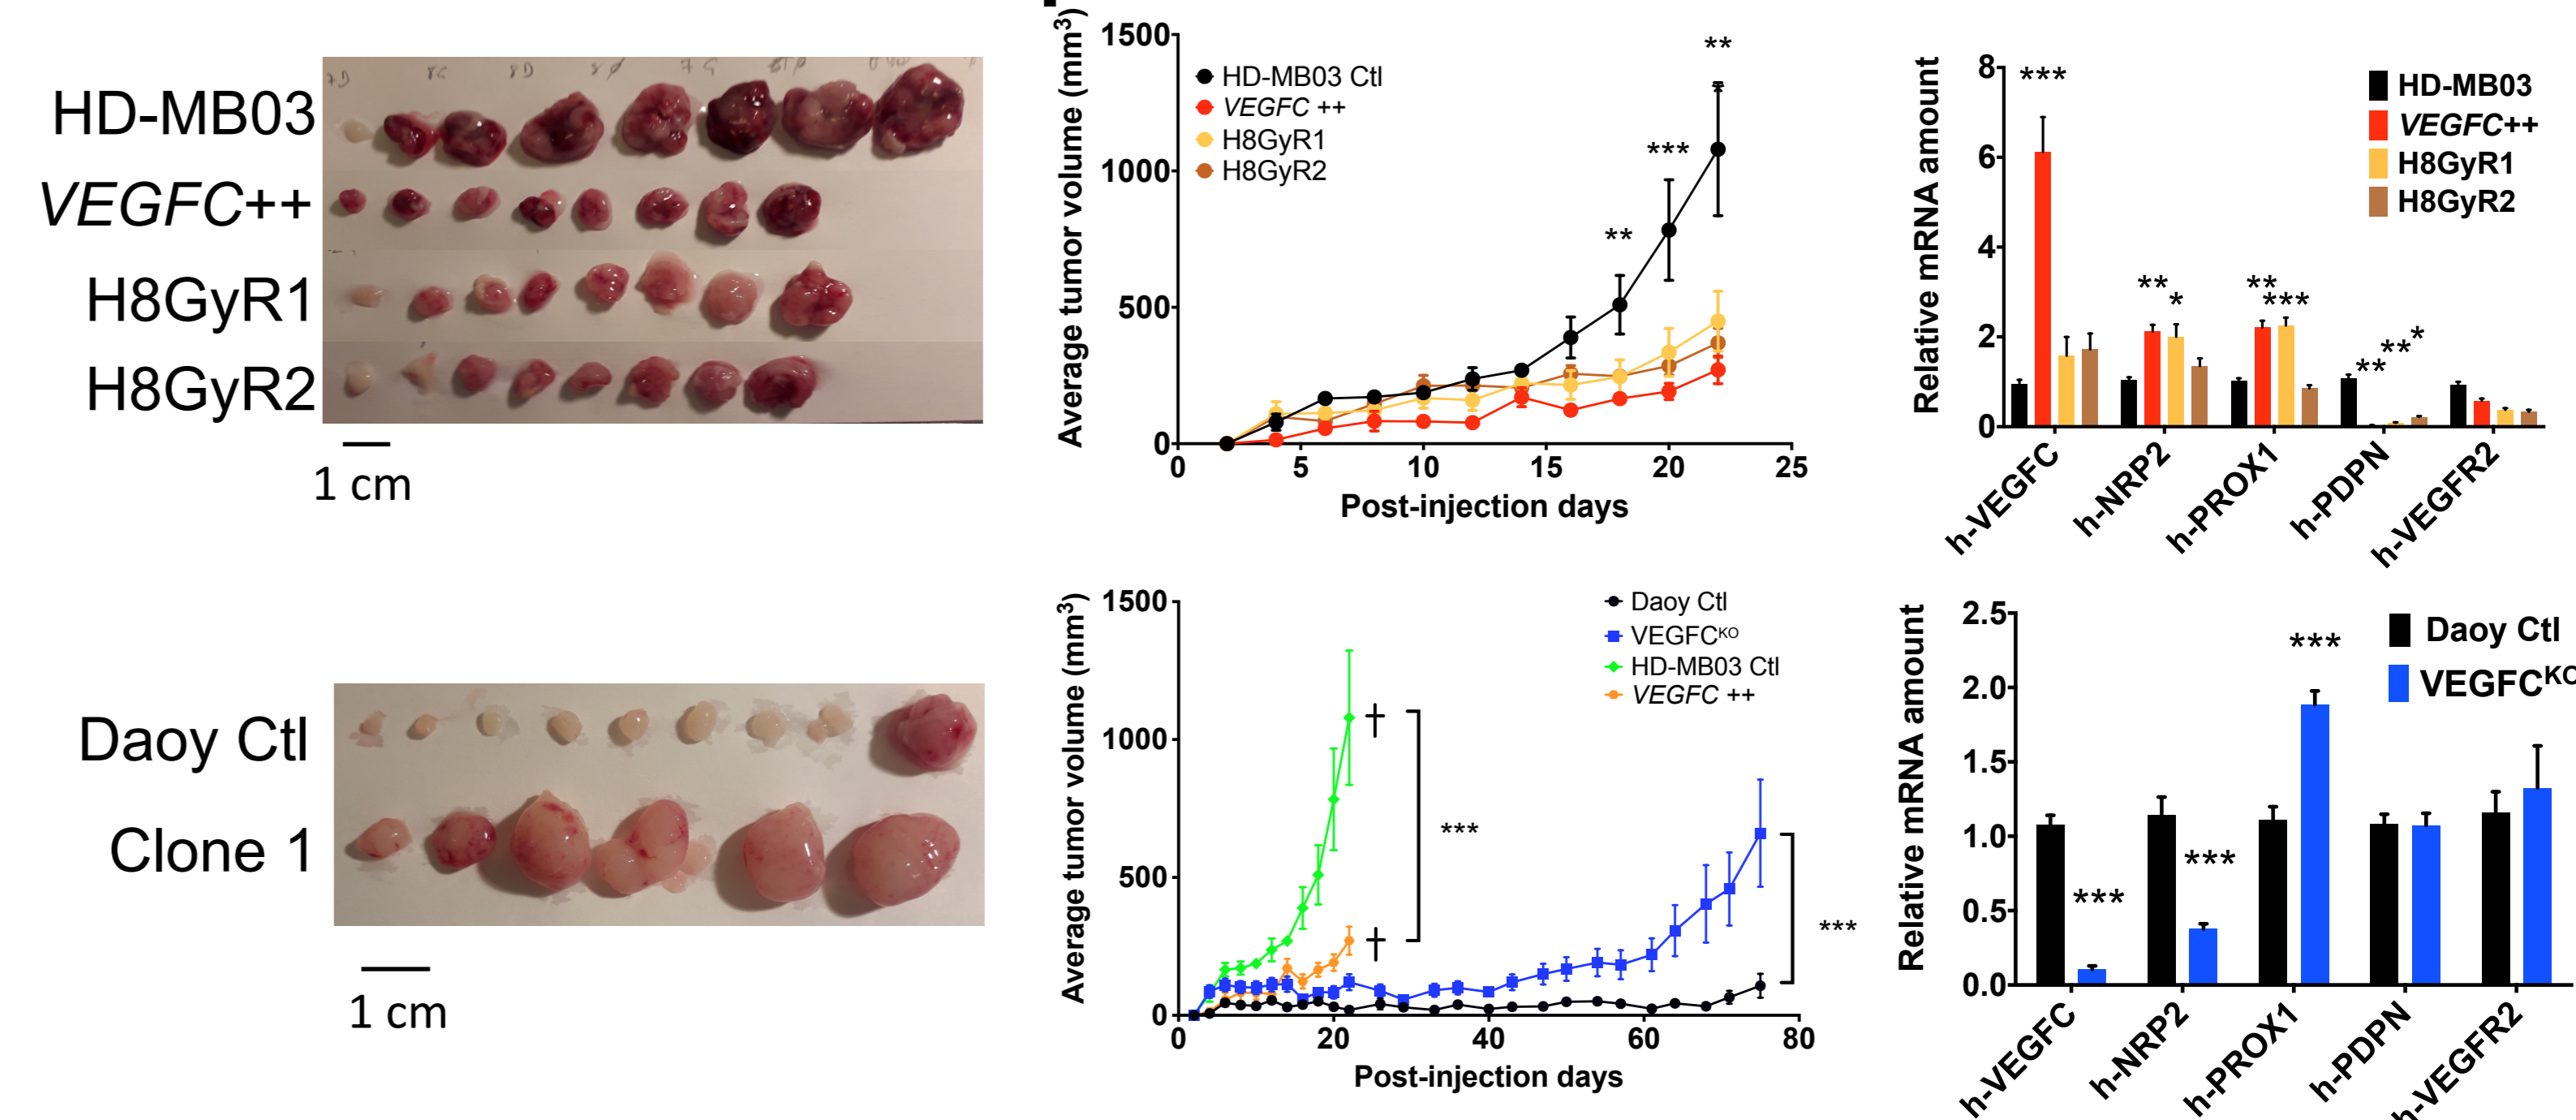 HD-MB03
VEGFC++
H8GyR1
H8GyR2
1 cm
Average tumor volume (mm³)
1500
1000
500
0
0 5 10 15 20 25
Post-injection days
HD-MB03 Ctl
VEGFC ++
H8GyR1
H8GyR2
**
***
**
Relative mRNA amount
8
6
4
2
0
***
** *
** ***
** ** *
HD-MB03
VEGFC++
H8GyR1
H8GyR2
h-VEGFC
h-NRP2
h-PROX1
h-PDPN
h-VEGFR2
Daoy Ctl
Clone 1
1 cm
Average tumor volume (mm³)
1500
1000
500
0
0 20 40 60 80
Post-injection days
Daoy Ctl
VEGFCᴷᴼ
HD-MB03 Ctl
VEGFC ++
†
†
***
***
Relative mRNA amount
2.5
2.0
1.5
1.0
0.5
0.0
***
***
***
Daoy Ctl
VEGFCᴷᴼ
h-VEGFC
h-NRP2
h-PROX1
h-PDPN
h-VEGFR2